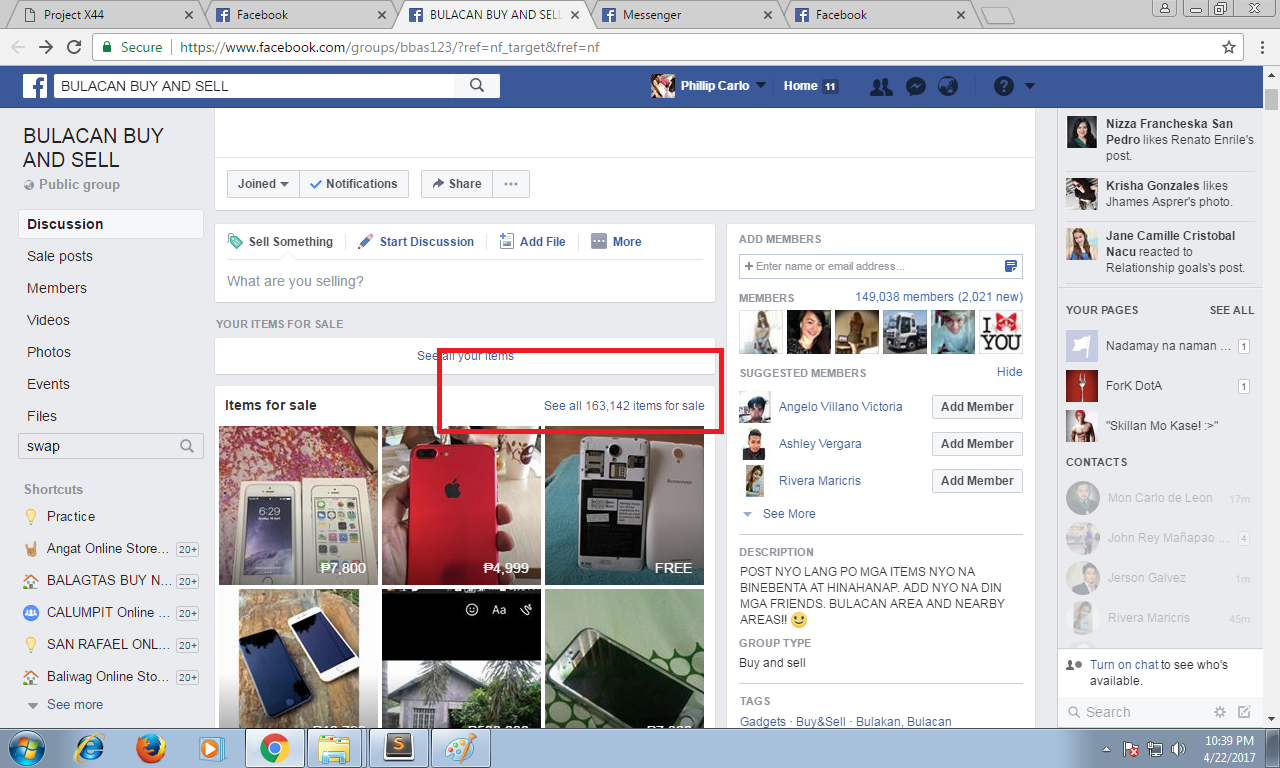 Project X44
Facebook
BULACAN BUY AND SELL
Messenger
Facebook
Secure
https://www.facebook.com/groups/bbas123/?ref=nf_target&fref=nf
BULACAN BUY AND SELL
Phillip Carlo
Home 11
BULACAN BUY
AND SELL
Public group
Discussion
Sale posts
Members
Videos
Photos
Events
Files
swap
Shortcuts
Practice
Angat Online Store... 20+
BALAGTAS BUY N... 20+
CALUMPIT Online ... 20+
SAN RAFAEL ONL... 20+
Baliwag Online Sto... 20+
See more
Joined
Notifications
Share
Sell Something
Start Discussion
Add File
More
What are you selling?
YOUR ITEMS FOR SALE
See all your items
Items for sale
See all 163,142 items for sale
6:29
₱7,800
₱4,999
FREE
Aa
ADD MEMBERS
+ Enter name or email address...
MEMBERS
149,038 members (2,021 new)
I
YOU
SUGGESTED MEMBERS
Hide
Angelo Villano Victoria
Add Member
Ashley Vergara
Add Member
Rivera Maricris
Add Member
See More
DESCRIPTION
POST NYO LANG PO MGA ITEMS NYO NA
BINEBENTA AT HINAHANAP. ADD NYO NA DIN
MGA FRIENDS. BULACAN AREA AND NEARBY
AREAS!!
GROUP TYPE
Buy and sell
TAGS
Gadgets · Buy&Sell · Bulakan, Bulacan
Nizza Francheska San
Pedro likes Renato Enrile's
post.
Krisha Gonzales likes
Jhames Asprer's photo.
Jane Camille Cristobal
Nacu reacted to
Relationship goals's post.
YOUR PAGES
SEE ALL
Nadamay na naman ... 1
ForK DotA 1
"Skillan Mo Kase! :>"
CONTACTS
Mon Carlo de Leon 17m
John Rey Mañapao ... 4
Jerson Galvez 1m
Rivera Maricris 45m
Turn on chat to see who's
available.
Search
10:39 PM
4/22/2017